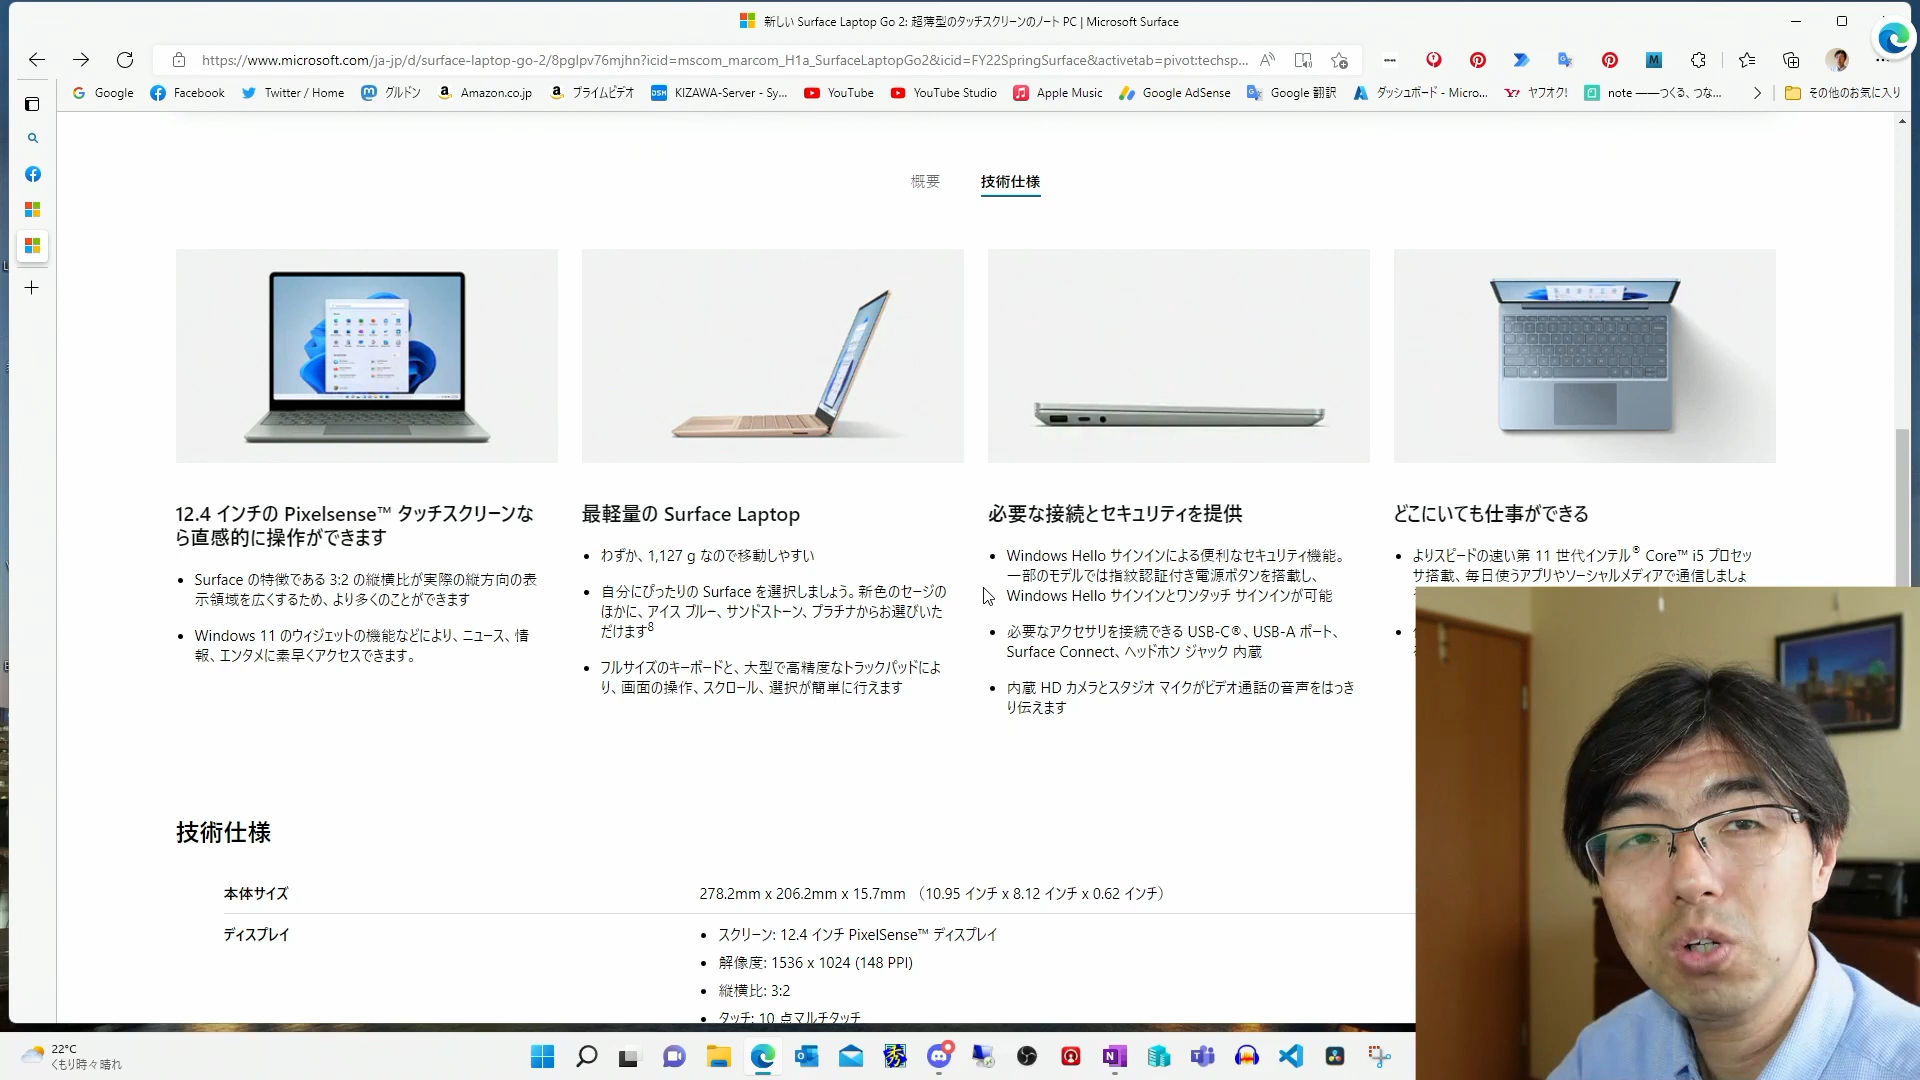 新しい Surface Laptop Go 2: 超薄型のタッチスクリーンのノート PC | Microsoft Surface
https://www.microsoft.com/ja-jp/d/surface-laptop-go-2/8pglpv76mjhn?icid=mscom_marcom_H1a_SurfaceLaptopGo2&icid=FY22SpringSurface&activetab=pivot:techsp...
Google Facebook Twitter / Home グルドン Amazon.co.jp プライムビデオ KIZAWA-Server - Sy... YouTube YouTube Studio Apple Music Google AdSense Google 翻訳 ダッシュボード - Micro... ヤフオク! note ――つくる、つな... その他のお気に入り
概要 技術仕様
12.4 インチの Pixelsense™ タッチスクリーンな
ら直感的に操作ができます
• Surface の特徴である 3:2 の縦横比が実際の縦方向の表
示領域を広くするため、より多くのことができます
• Windows 11 のウィジェットの機能などにより、ニュース、情
報、エンタメに素早くアクセスできます。
最軽量の Surface Laptop
• わずか、1,127 g なので移動しやすい
• 自分にぴったりの Surface を選択しましょう。新色のセージの
ほかに、アイス ブルー、サンドストーン、プラチナからお選びいた
だけます8
• フルサイズのキーボードと、大型で高精度なトラックパッドによ
り、画面の操作、スクロール、選択が簡単に行えます
必要な接続とセキュリティを提供
• Windows Hello サインインによる便利なセキュリティ機能。
一部のモデルでは指紋認証付き電源ボタンを搭載し、
Windows Hello サインインとワンタッチ サインインが可能
• 必要なアクセサリを接続できる USB-C®、USB-A ポート、
Surface Connect、ヘッドホン ジャック 内蔵
• 内蔵 HD カメラとスタジオ マイクがビデオ通話の音声をはっき
り伝えます
どこにいても仕事ができる
• よりスピードの速い第 11 世代インテル® Core™ i5 プロセッ
サ搭載、毎日使うアプリやソーシャルメディアで通信しましょ
技術仕様
本体サイズ 278.2mm x 206.2mm x 15.7mm （10.95 インチ x 8.12 インチ x 0.62 インチ）
ディスプレイ • スクリーン: 12.4 インチ PixelSense™ ディスプレイ
• 解像度: 1536 x 1024 (148 PPI)
• 縦横比: 3:2
• タッチ: 10 点マルチタッチ
22°C
くもり時々晴れ